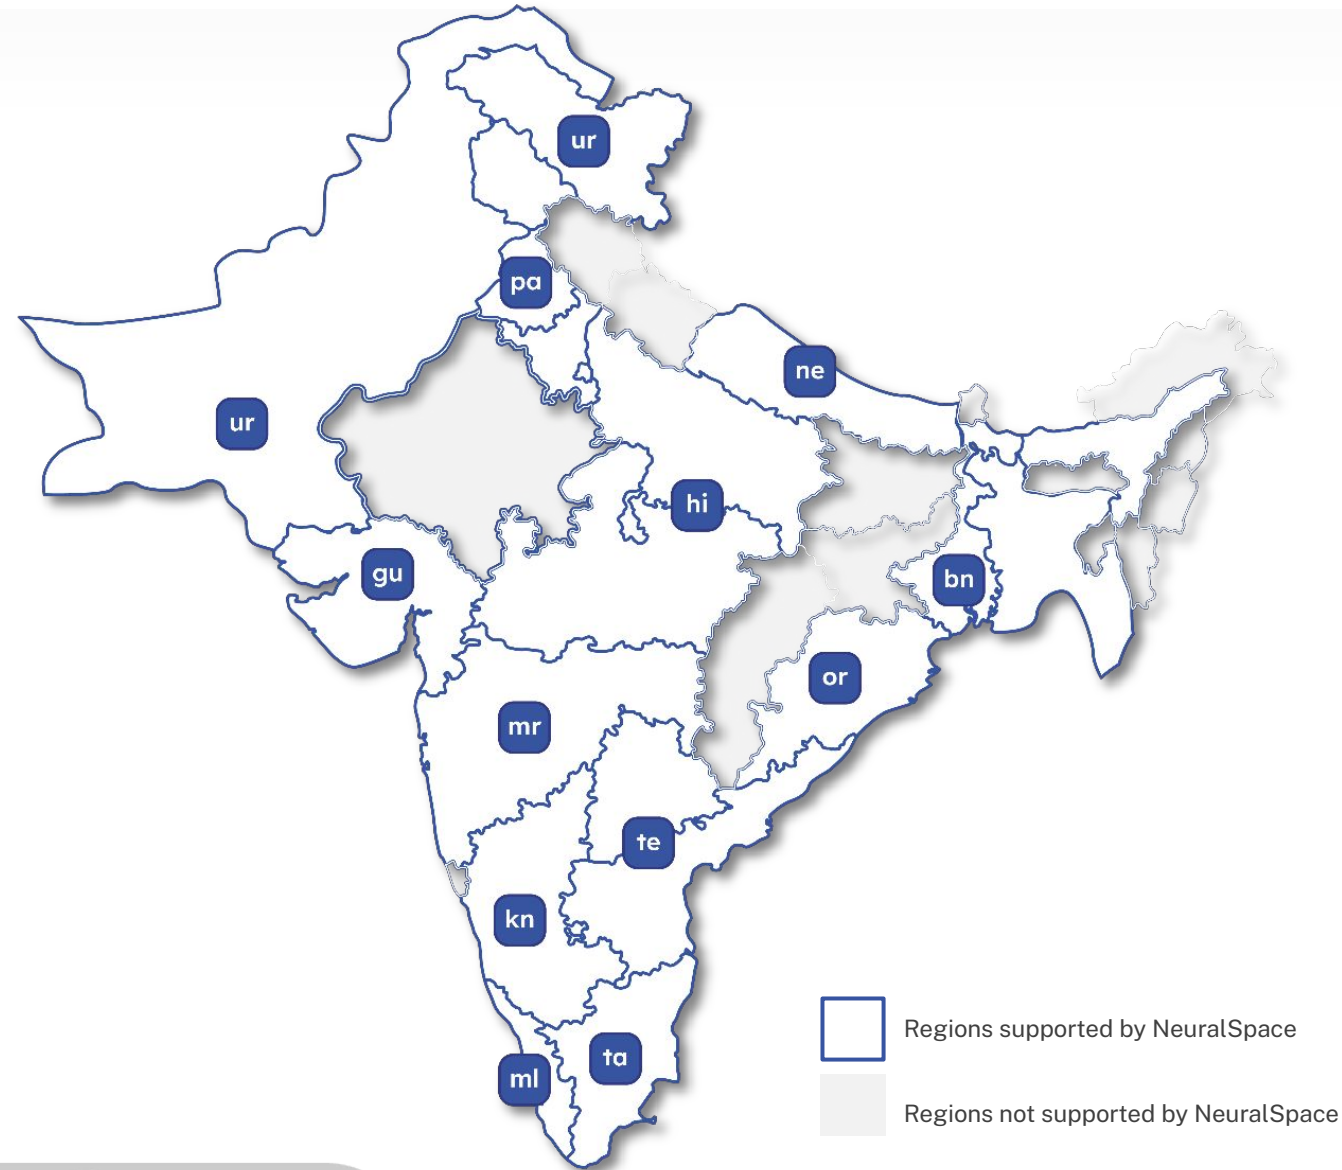 ur
pa
ne
ur
hi
gu
bn
or
mr
te
kn
ta
ml
Regions supported by NeuralSpace
Regions not supported by NeuralSpace